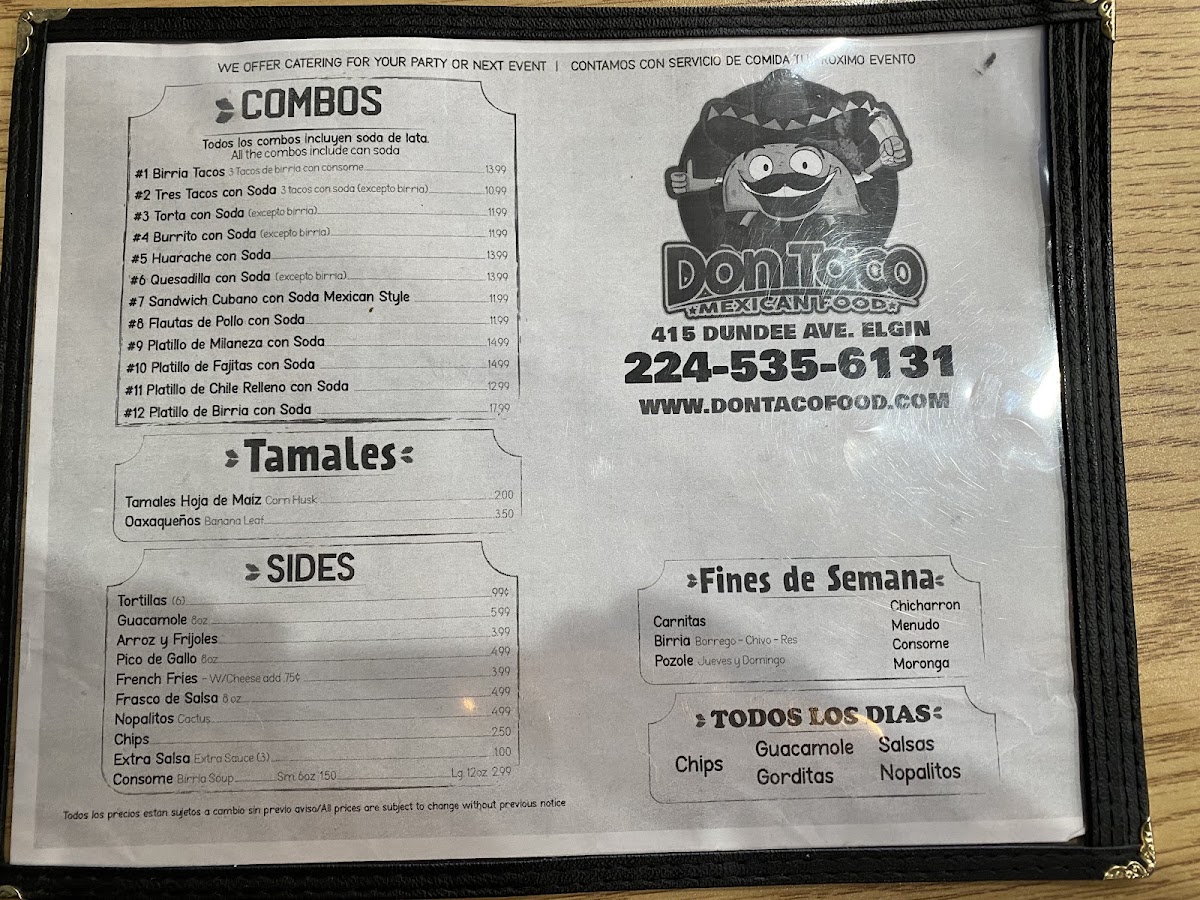 WE OFFER CATERING FOR YOUR PARTY OR NEXT EVENT | CONTAMOS CON SERVICIO DE COMIDA EVENTO
COMBOS
Todos los combos incluyen soda de lata.
All the combos include can soda
#1 Birria Tacos 3 Tacos de birria con consome 13.99
#2 Tres Tacos con Soda 3 tacos con soda (excepto birria) 10.99
#3 Torta con Soda (excepto birria) 11.99
#4 Burrito con Soda (excepto birria) 11.99
#5 Huarache con Soda 13.99
#6 Quesadilla con Soda (excepto birria) 13.99
#7 Sandwich Cubano con Soda Mexican Style 11.99
#8 Flautas de Pollo con Soda 11.99
#9 Platillo de Milaneza con Soda 14.99
#10 Platillo de Fajitas con Soda 14.99
#11 Platillo de Chile Relleno con Soda 12.99
#12 Platillo de Birria con Soda 17.99
Tamales
Tamales Hoja de Maiz Corn Husk 2.00
Oaxaqueños Banana Leaf 3.50
SIDES
Tortillas (6) .99¢
Guacamole 8oz 5.99
Arroz y Frijoles 3.99
Pico de Gallo 8oz 4.99
French Fries - W/Cheese add .75¢ 3.99
Frasco de Salsa 8 oz 4.99
Nopalitos Cactus 4.99
Chips 2.50
Extra Salsa Extra Sauce (3) 1.00
Consome Birria Soup Sm. 6oz 1.50 Lg. 12oz 2.99
Todos los precios estan sujetos a cambio sin previo aviso/All prices are subject to change without previous notice
Don Taco
MEXICAN FOOD
415 DUNDEE AVE. ELGIN
224-535-6131
WWW.DONTACOFOOD.COM
Fines de Semana
Carnitas
Birria Borrego - Chivo - Res
Pozole Jueves y Domingo
Chicharron
Menudo
Consome
Moronga
TODOS LOS DIAS
Chips
Guacamole
Gorditas
Salsas
Nopalitos